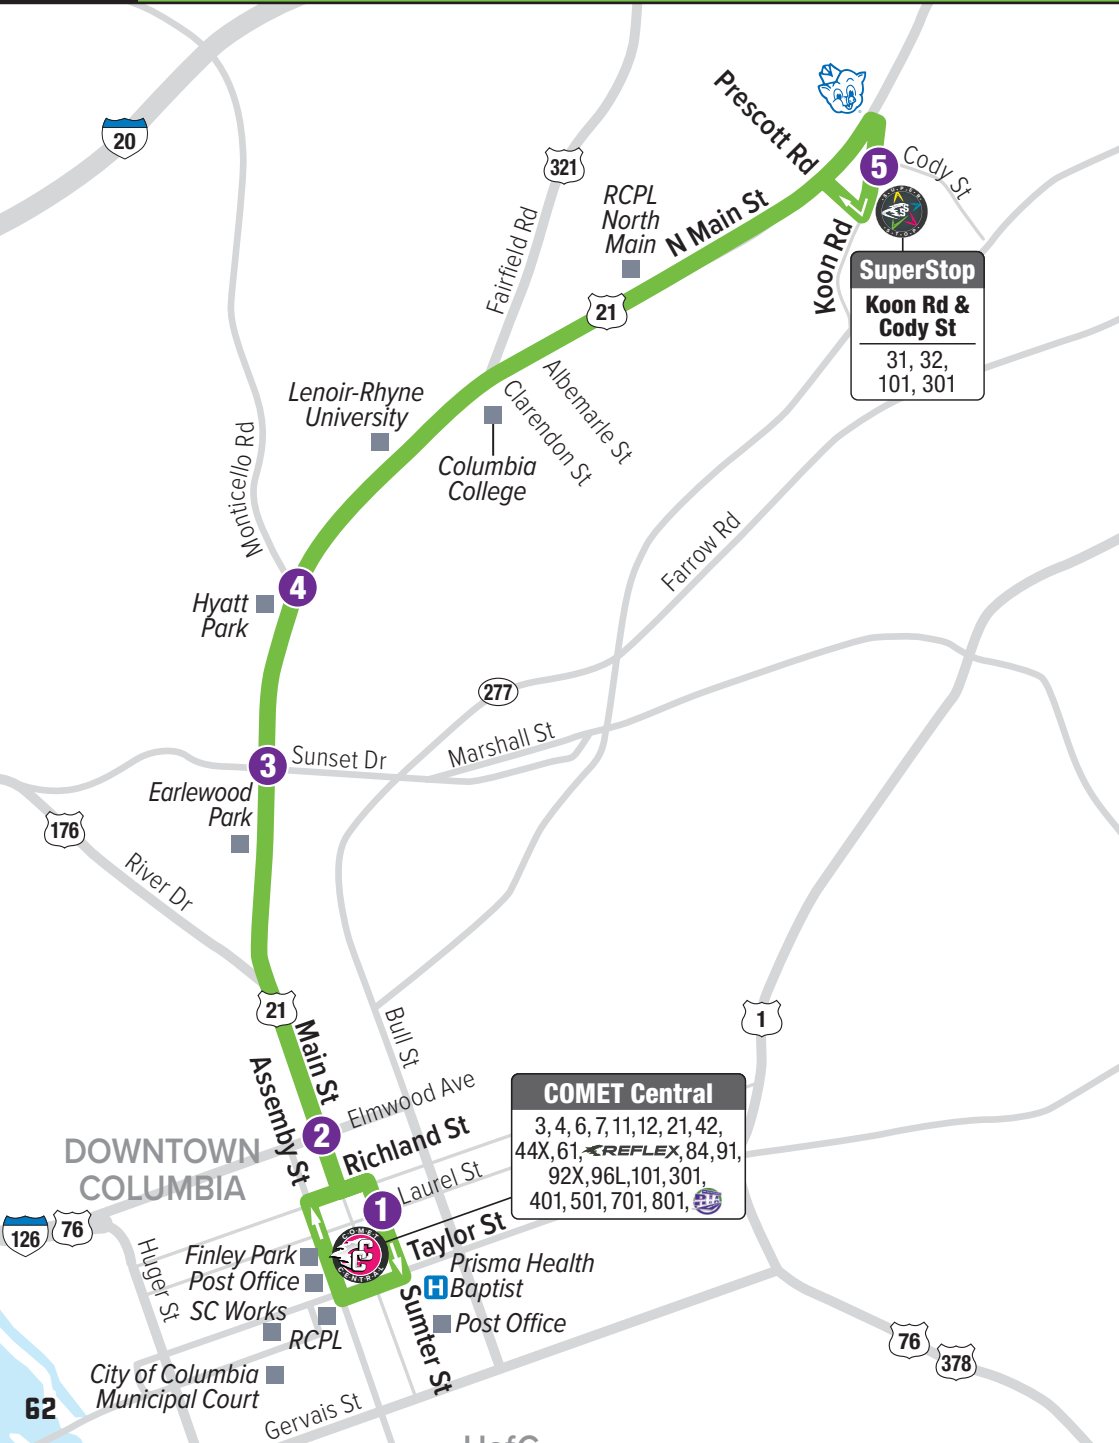 20
321
Prescott Rd
5
Cody St
RCPL
North
Main
N Main St
Fairfield Rd
Koon Rd
SUPER
STOP
SuperStop
Koon Rd &
Cody St
31, 32,
101, 301
21
Albemarle St
Clarendon St
Lenoir-Rhyne
University
Columbia
College
Monticello Rd
Farrow Rd
4
Hyatt
Park
277
Marshall St
3
Sunset Dr
Earlewood
Park
176
River Dr
21
Main St
Assemby St
Bull St
1
Elmwood Ave
2
Richland St
DOWNTOWN
COLUMBIA
COMET Central
3, 4, 6, 7, 11, 12, 21, 42,
44X, 61, REFLEX, 84, 91,
92X, 96L, 101, 301,
401, 501, 701, 801,
Laurel St
1
Taylor St
COMET
CENTRAL
126
76
Huger St
Finley Park
Post Office
SC Works
RCPL
Prisma Health
H Baptist
Post Office
Sumter St
City of Columbia
Municipal Court
Gervais St
76
378
62